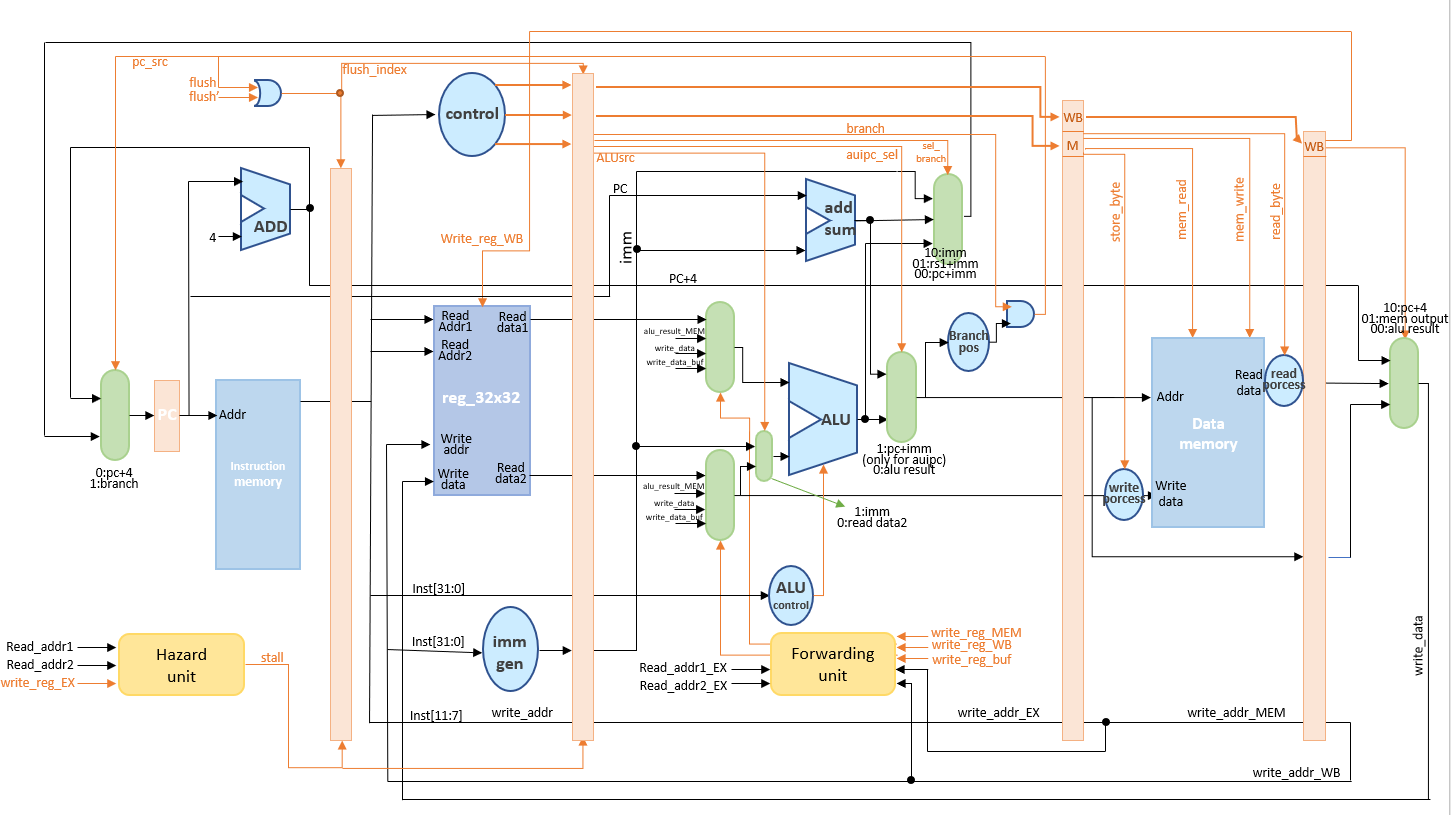 pc_src
flush
flush'
flush_index
control
branch
sel_
branch
ALUsrc
auipc_sel
WB
M
WB
store_byte
mem_read
mem_write
read_byte
ADD
4
PC
add
sum
Write_reg_WB
imm
10:imm
01:rs1+imm
00:pc+imm
PC+4
Read
Addr1
Read
data1
Read
Addr2
reg_32x32
Write
addr
Write
data
Read
data2
alu_result_MEM
write_data
write_data_buf
Branch
pos
10:pc+4
01:mem output
00:alu result
PC
Addr
Instruction
memory
0:pc+4
1:branch
ALU
1:pc+imm
(only for auipc)
0:alu result
Addr
Read
data
read
porcess
Data
memory
write
porcess
Write
data
alu_result_MEM
write_data
write_data_buf
1:imm
0:read data2
Inst[31:0]
ALU
control
Inst[31:0]
imm
gen
Read_addr1
Read_addr2
write_reg_EX
Hazard
unit
stall
Read_addr1_EX
Read_addr2_EX
Forwarding
unit
write_reg_MEM
write_reg_WB
write_reg_buf
write_data
Inst[11:7]
write_addr
write_addr_EX
write_addr_MEM
write_addr_WB